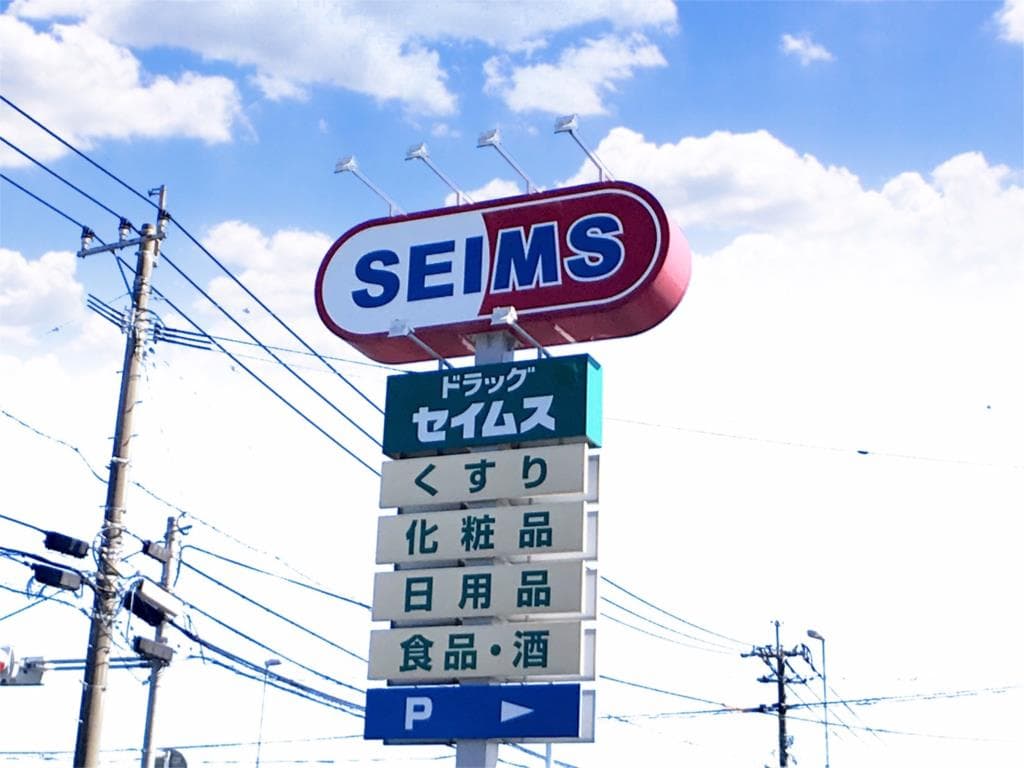 SEIMS
ドラッグ
セイムス
くすり
化粧品
日用品
食品・酒
P